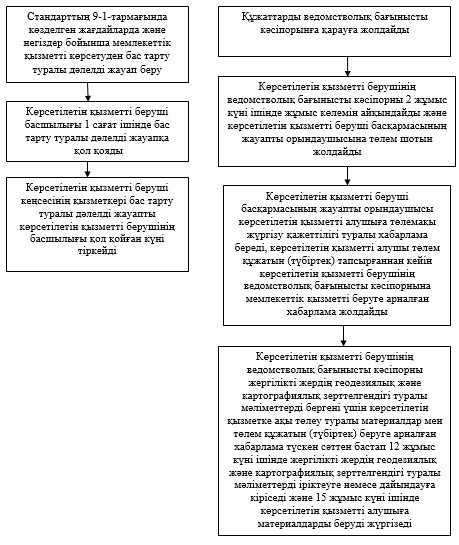 Стандарттың 9-1-тармағында
көзделген жағдайларда және
негіздер бойынша мемлекеттік
қызметті көрсетуден бас тарту
туралы дәлелді жауап беру
Көрсетілетін қызметті беруші
басшылығы 1 сағат ішінде бас
тарту туралы дәлелді жауапқа
қол қояды
Көрсетілетін қызметті беруші
кеңсесінің қызметкері бас тарту
туралы дәлелді жауапты
көрсетілетін қызметті берушінің
басшылығы қол қойған күні
тіркейді
Құжаттарды ведомстволық бағынысты
кәсіпорынға қарауға жолдайды
Көрсетілетін қызметті берушінің
ведомстволық бағынысты кәсіпорны 2 жұмыс
күні ішінде жұмыс көлемін айқындайды және
көрсетілетін қызметті беруші басқармасының
жауапты орындаушысына төлем шотын
жолдайды
Көрсетілетін қызметті беруші
басқармасының жауапты орындаушысы
көрсетілетін қызметті алушыға төлемақы
жүргізу қажеттілігі туралы хабарлама
береді, көрсетілетін қызметті алушы төлем
құжатын (түбіртек) тапсырғаннан кейін
көрсетілетін қызметті берушінің
ведомстволық бағынысты кәсіпорнына
мемлекеттік қызметті беруге арналған
хабарлама жолдайды
Көрсетілетін қызметті берушінің
ведомстволық бағынысты кәсіпорны
жергілікті жердің геодезиялық және
картографиялық зерттелгендігі туралы
мәліметтерді бергені үшін көрсетілетін
қызметке ақы төлеу туралы материалдар мен
төлем құжатын (түбіртек) беруге арналған
хабарлама түскен сәттен бастап 12 жұмыс
күні ішінде жергілікті жердің геодезиялық
және картографиялық зерттелгендігі туралы
мәліметтерді іріктеуге немесе дайындауға
кіріседі және 15 жұмыс күні ішінде
көрсетілетін қызметті алушыға
материалдарды беруді жүргізеді